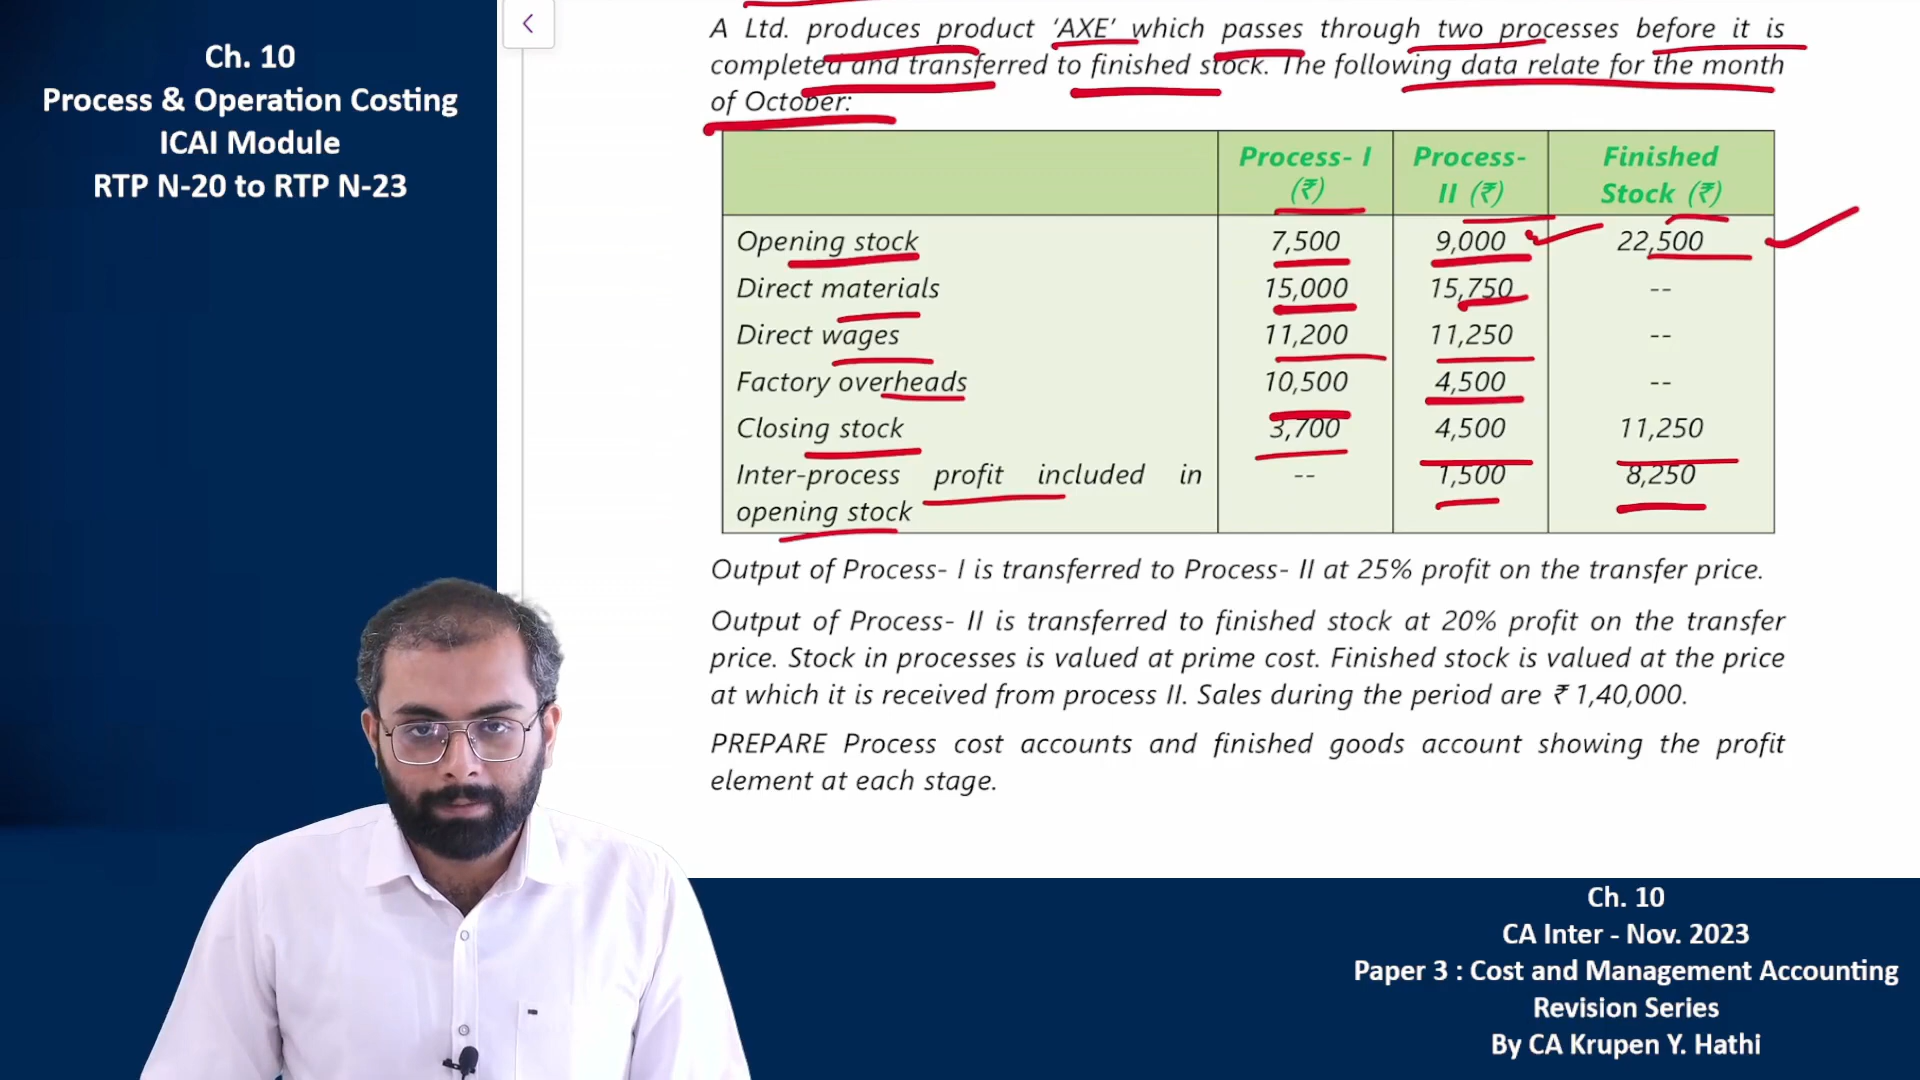 Ch. 10
Process & Operation Costing
ICAI Module
RTP N-20 to RTP N-23
A Ltd. produces product ‘AXE’ which passes through two processes before it is
completed and transferred to finished stock. The following data relate for the month
of October:
Process- I (₹) Process- II (₹) Finished Stock (₹)
Opening stock 7,500 9,000 22,500
Direct materials 15,000 15,750 --
Direct wages 11,200 11,250 --
Factory overheads 10,500 4,500 --
Closing stock 3,700 4,500 11,250
Inter-process profit included in -- 1,500 8,250
opening stock
Output of Process- I is transferred to Process- II at 25% profit on the transfer price.
Output of Process- II is transferred to finished stock at 20% profit on the transfer
price. Stock in processes is valued at prime cost. Finished stock is valued at the price
at which it is received from process II. Sales during the period are ₹ 1,40,000.
PREPARE Process cost accounts and finished goods account showing the profit
element at each stage.
Ch. 10
CA Inter - Nov. 2023
Paper 3 : Cost and Management Accounting
Revision Series
By CA Krupen Y. Hathi